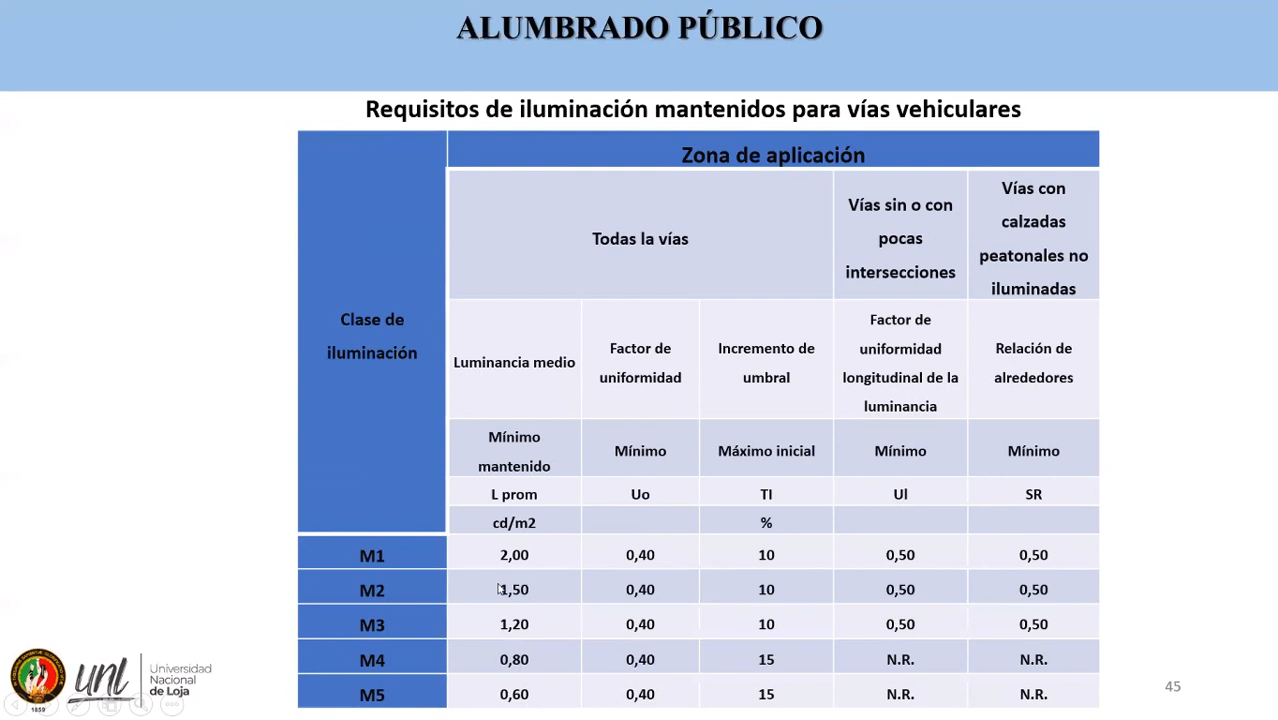 ALUMBRADO PÚBLICO
Requisitos de iluminación mantenidos para vías vehiculares
Clase de
iluminación
Zona de aplicación
Todas la vías
Vías sin o con
pocas
intersecciones
Vías con
calzadas
peatonales no
iluminadas
Luminancia medio
Factor de
uniformidad
Incremento de
umbral
Factor de
uniformidad
longitudinal de la
luminancia
Relación de
alrededores
Mínimo
mantenido
Mínimo
Máximo inicial
Mínimo
Mínimo
L prom
Uo
TI
Ul
SR
cd/m2
%
M1 2,00 0,40 10 0,50 0,50
M2 1,50 0,40 10 0,50 0,50
M3 1,20 0,40 10 0,50 0,50
M4 0,80 0,40 15 N.R. N.R.
M5 0,60 0,40 15 N.R. N.R.
1859
unl
Universidad
Nacional
de Loja
45